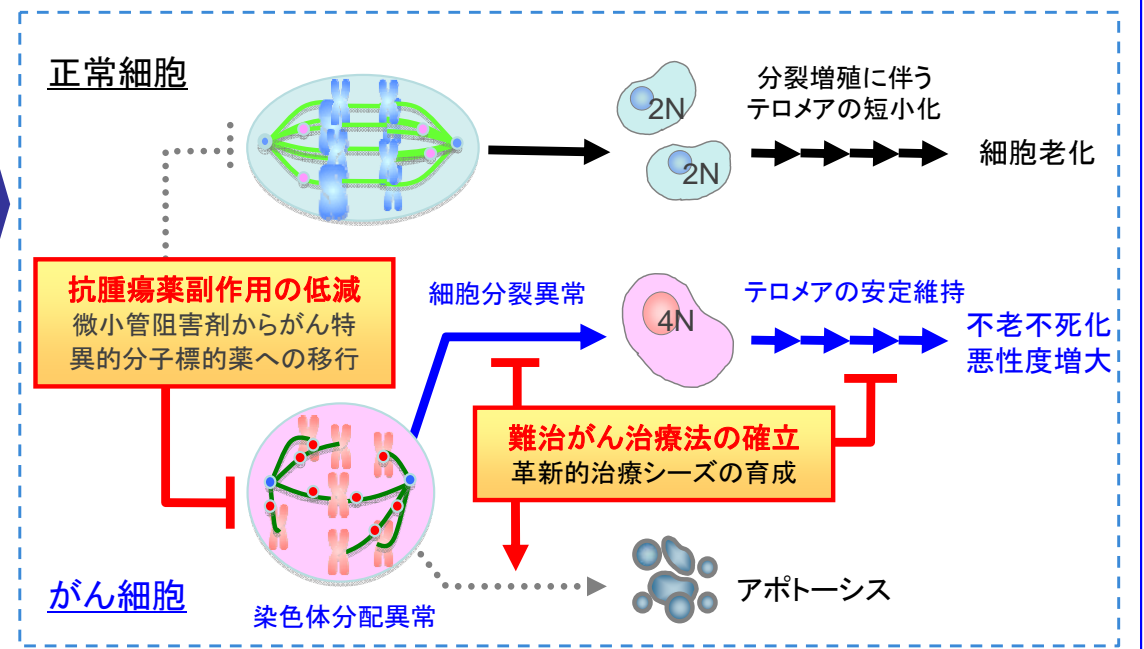 正常細胞
2N
2N
分裂増殖に伴う
テロメアの短小化
細胞老化
抗腫瘍薬副作用の低減
微小管阻害剤からがん特
異的分子標的薬への移行
細胞分裂異常
4N
テロメアの安定維持
不老不死化
悪性度増大
難治がん治療法の確立
革新的治療シーズの育成
がん細胞
染色体分配異常
アポトーシス